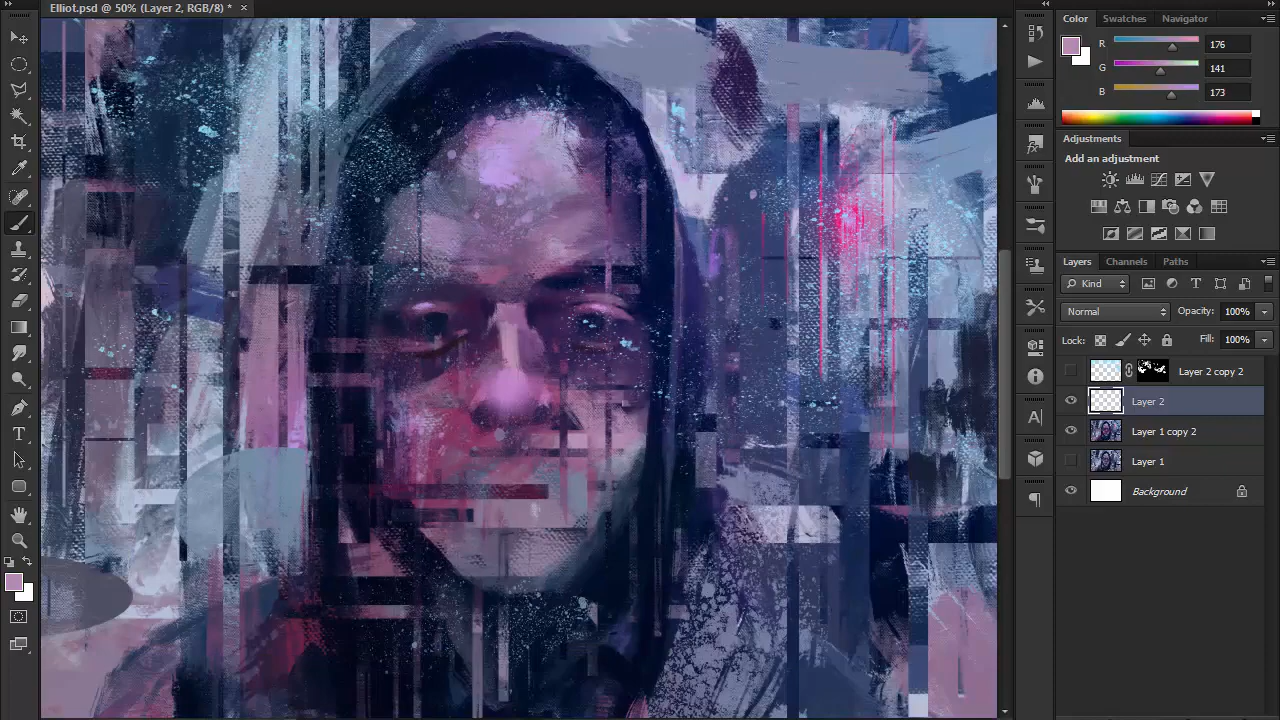 Elliot.psd @ 50% (Layer 2, RGB/8) * ×
Color Swatches Navigator
R 176
G 141
B 173
Adjustments
Add an adjustment
Layers Channels Paths
Kind
Normal Opacity: 100%
Lock: Fill: 100%
Layer 2 copy 2
Layer 2
Layer 1 copy 2
Layer 1
Background